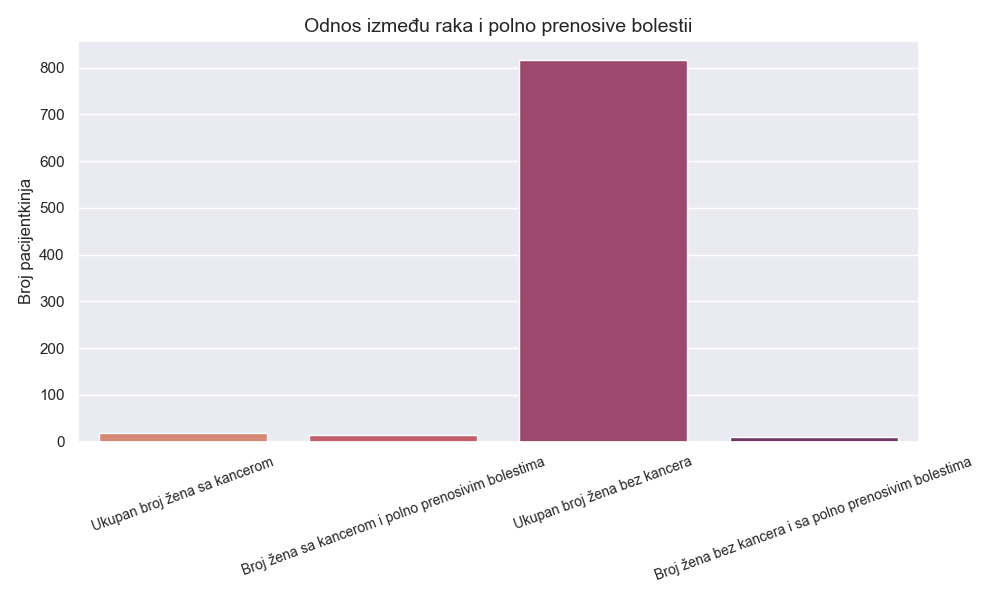 Odnos između raka i polno prenosive bolestii
Broj pacijentkinja
800
700
600
500
400
300
200
100
0
Ukupan broj žena sa kancerom
Broj žena sa kancerom i polno prenosivim bolestima
Ukupan broj žena bez kancera
Broj žena bez kancera i sa polno prenosivim bolestima